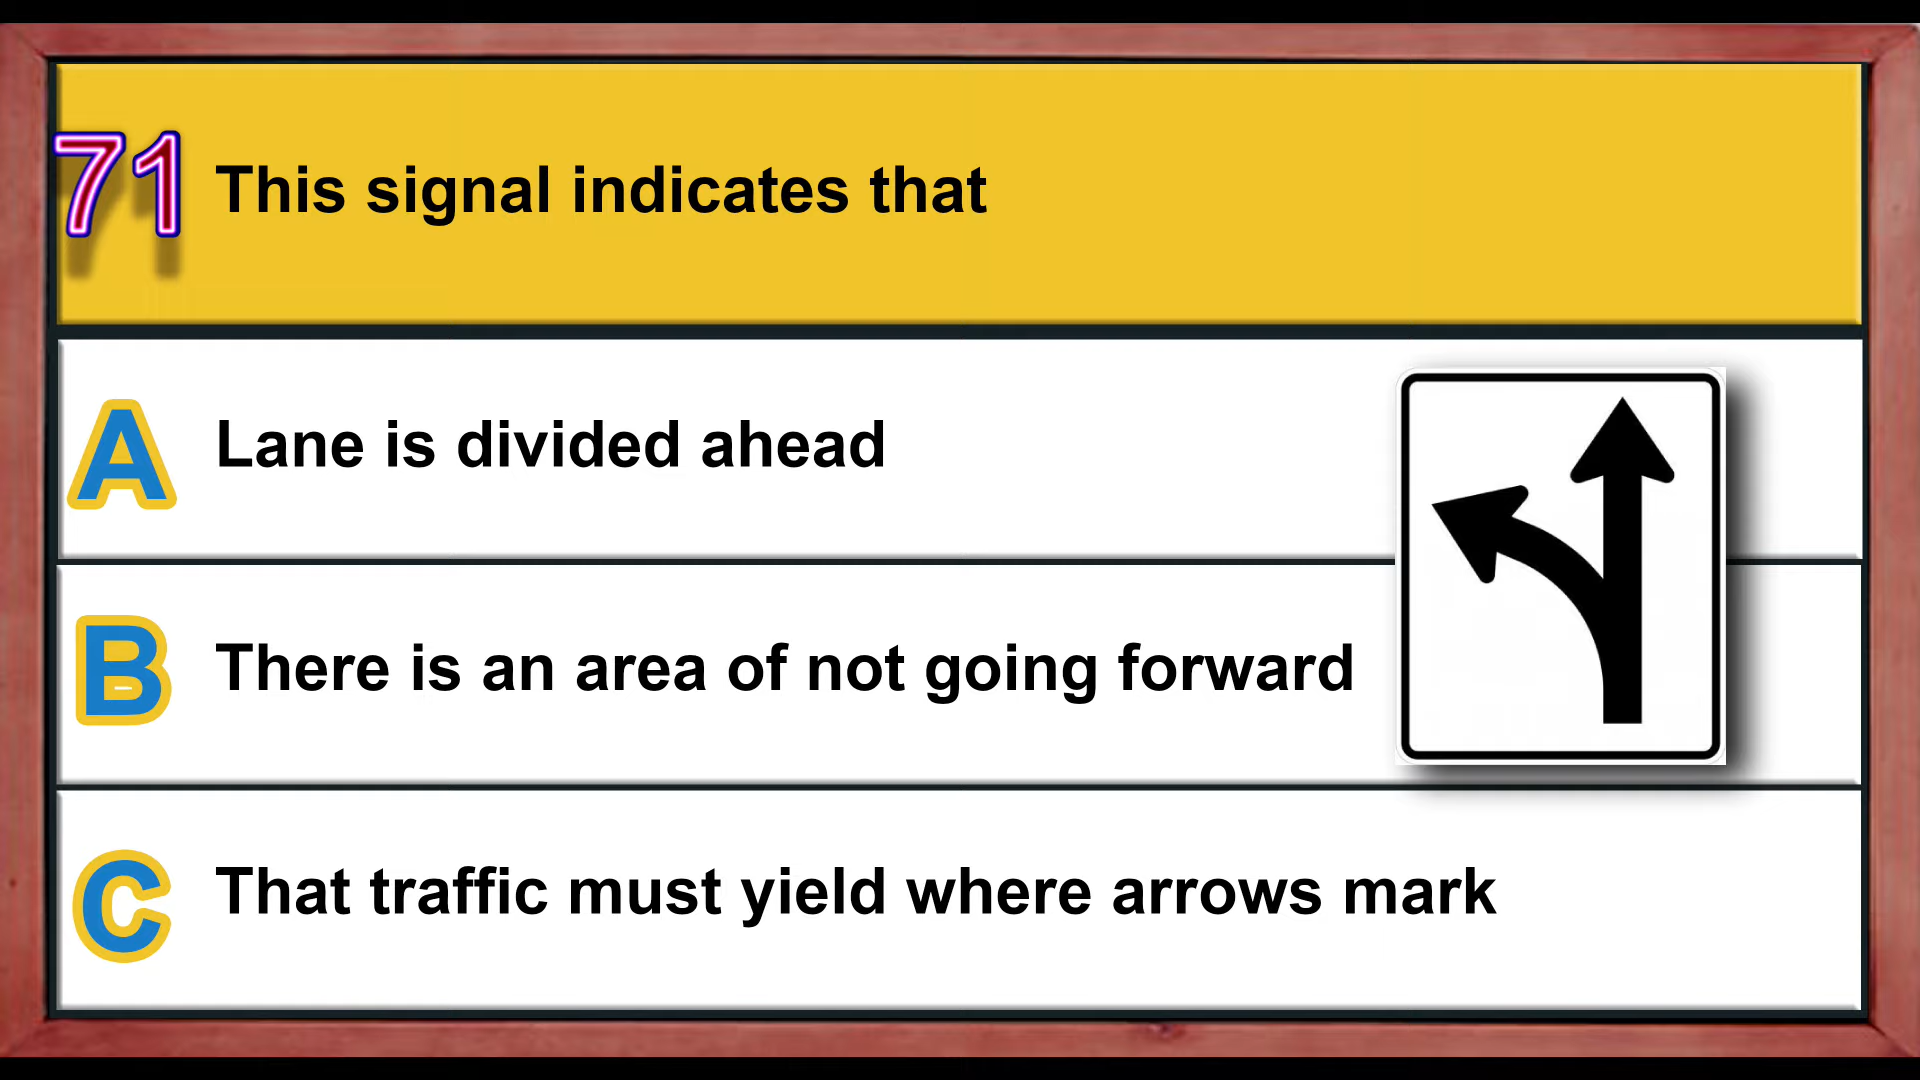 71 This signal indicates that
A Lane is divided ahead
B There is an area of not going forward
C That traffic must yield where arrows mark